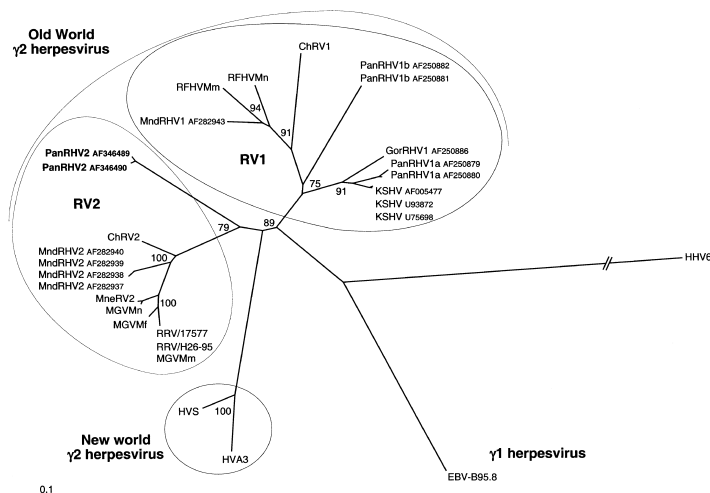 Old World
γ2 herpesvirus
ChRV1
PanRHV1b AF250882
PanRHV1b AF250881
RFHVMn
RFHVMm
94
MndRHV1 AF282943
91
RV1
GorRHV1 AF250886
PanRHV1a AF250879
PanRHV1a AF250880
75
91
KSHV AF005477
KSHV U93872
KSHV U75698
PanRHV2 AF346489
PanRHV2 AF346490
RV2
79
89
ChRV2
100
MndRHV2 AF282940
MndRHV2 AF282939
MndRHV2 AF282938
MndRHV2 AF282937
HHV6
MneRV2
100
MGVMn
MGVMf
RRV/17577
RRV/H26-95
MGVMm
HVS
100
HVA3
New world
γ2 herpesvirus
γ1 herpesvirus
EBV-B95.8
0.1